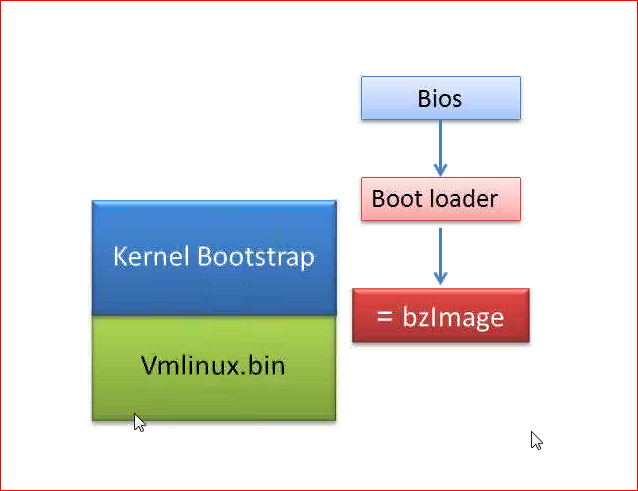 Bios
Boot loader
Kernel Bootstrap
= bzImage
Vmlinux.bin